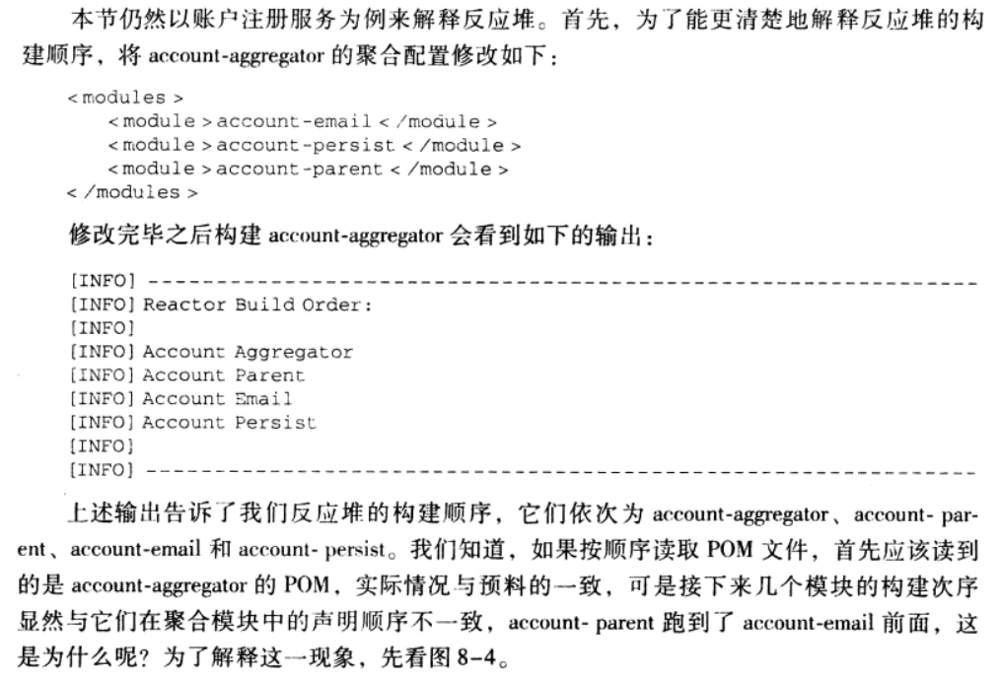 本节仍然以账户注册服务为例来解释反应堆。首先，为了能更清楚地解释反应堆的构
建顺序，将 account-aggregator 的聚合配置修改如下：
<modules>
<module>account-email</module>
<module>account-persist</module>
<module>account-parent</module>
</modules>
修改完毕之后构建 account-aggregator 会看到如下的输出：
[INFO] ------------------------------------------------------------
[INFO] Reactor Build Order:
[INFO]
[INFO] Account Aggregator
[INFO] Account Parent
[INFO] Account Email
[INFO] Account Persist
[INFO]
[INFO] ------------------------------------------------------------
上述输出告诉了我们反应堆的构建顺序，它们依次为 account-aggregator、account- par-
ent、account-email 和 account- persist。我们知道，如果按顺序读取 POM 文件，首先应该读到
的是 account-aggregator 的 POM，实际情况与预料的一致，可是接下来几个模块的构建次序
显然与它们在聚合模块中的声明顺序不一致，account- parent 跑到了 account-email 前面，这
是为什么呢？为了解释这一现象，先看图 8-4。